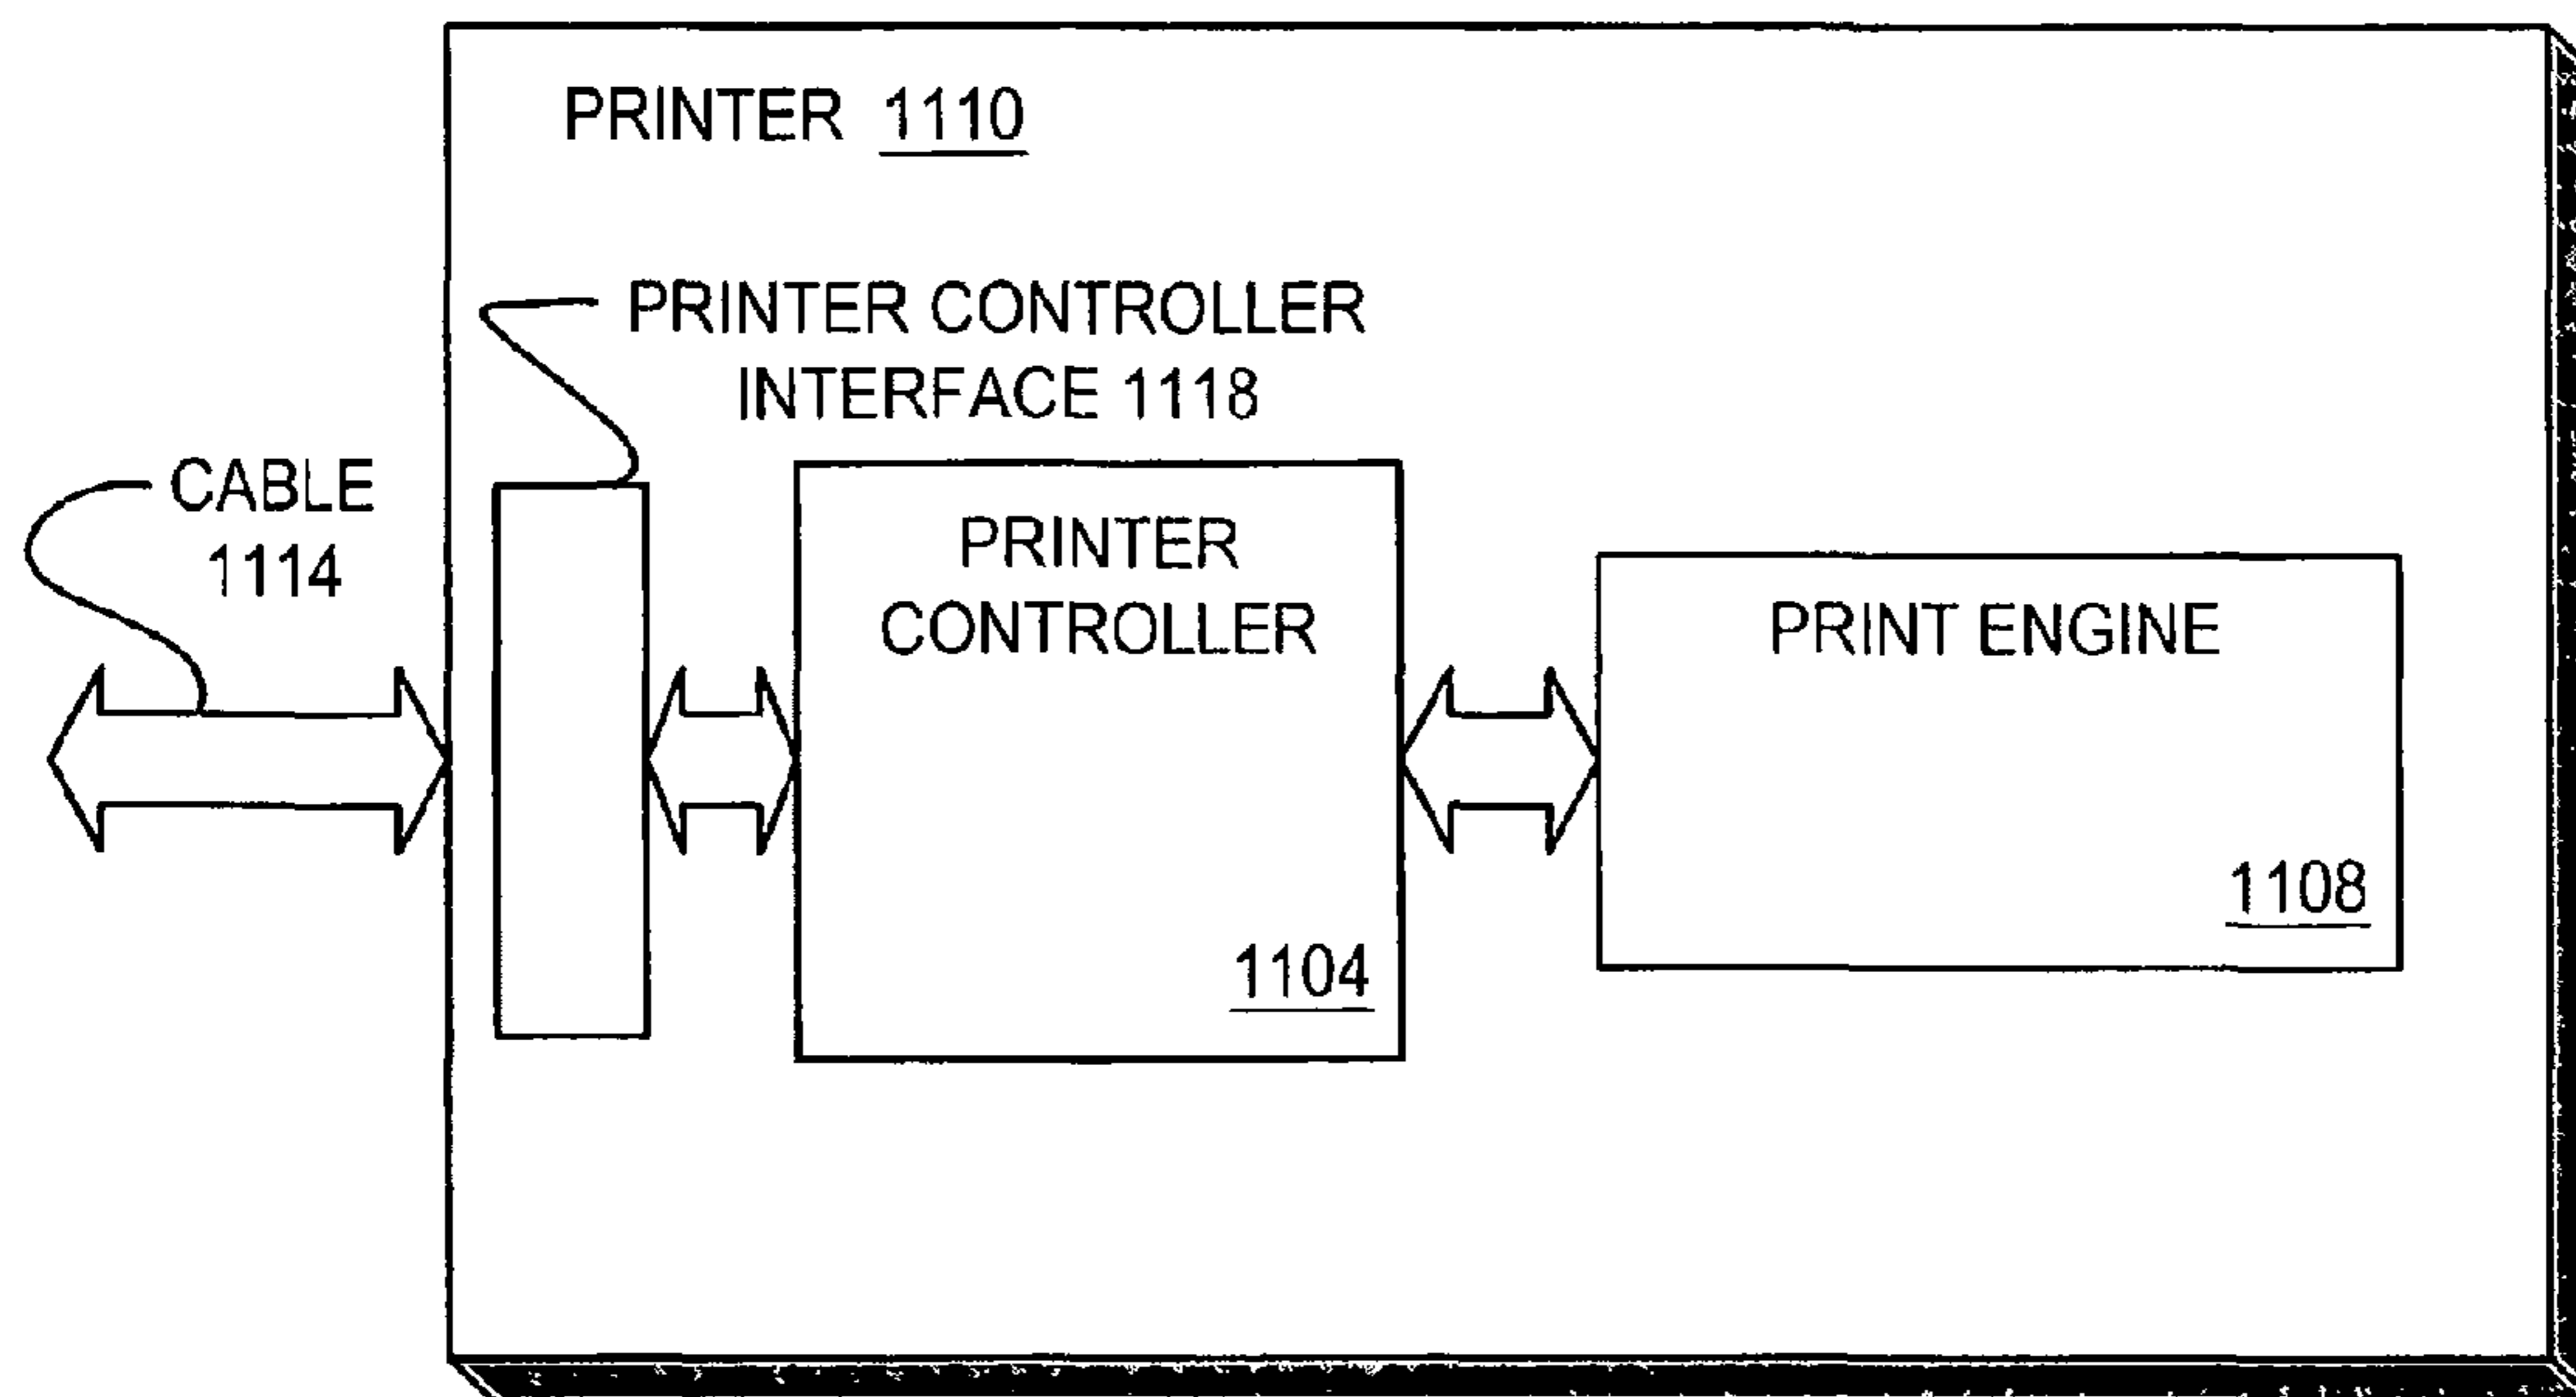 PRINTER 1110
PRINTER CONTROLLER
INTERFACE 1118
CABLE
1114
PRINTER
CONTROLLER
1104
PRINT ENGINE
1108